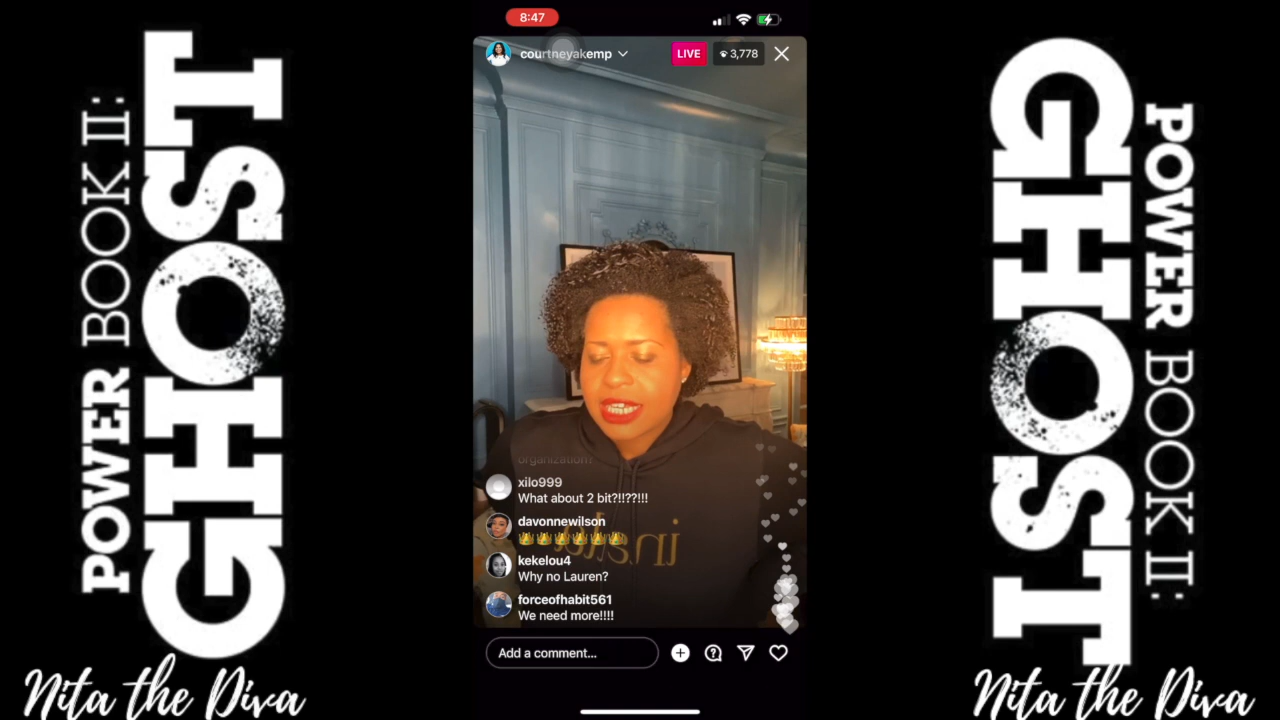 POWER BOOK II:
GHOST
Nita the Diva
8:47
courtneyakemp
LIVE
3,778
organization?
xilo999
What about 2 bit?!!??!!!
davonnewilson
👑👑👑👑👑👑
kekelou4
Why no Lauren?
forceofhabit561
We need more!!!!
Add a comment...
POWER BOOK II:
GHOST
Nita the Diva